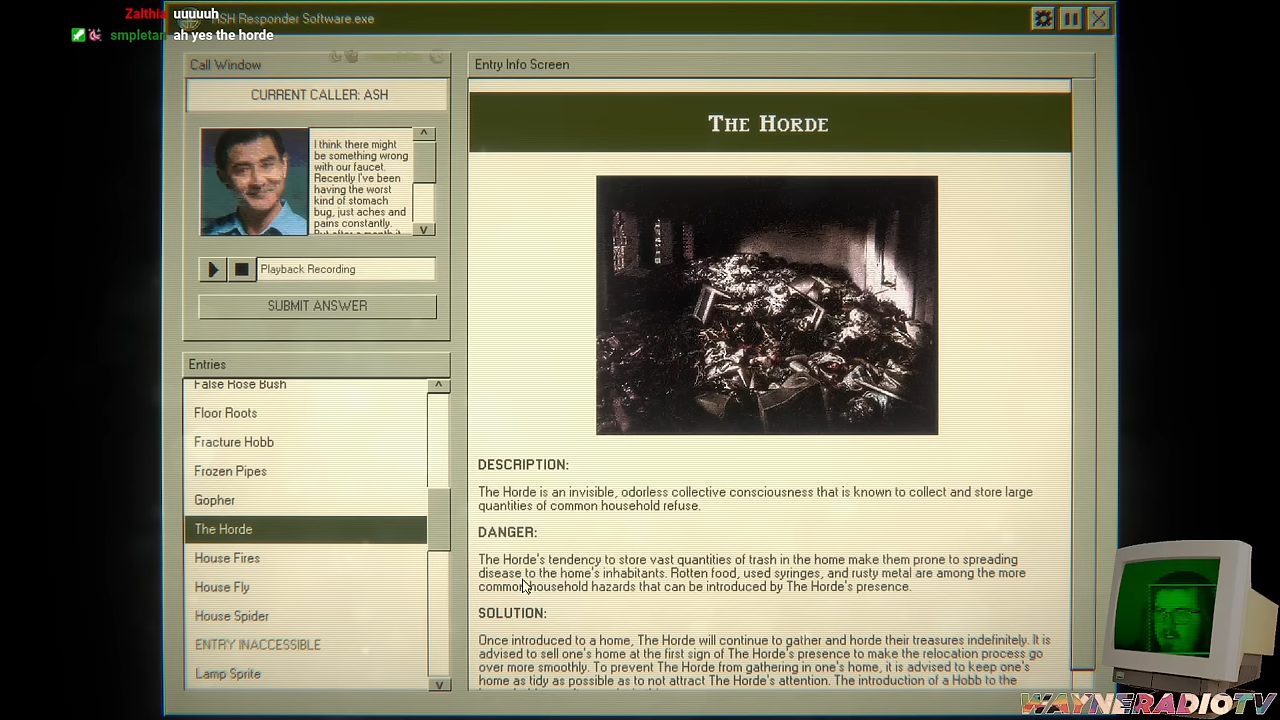 Zalthia uuuuuh
smpletan ah yes the horde
Responder Software.exe
Call Window
CURRENT CALLER: ASH
I think there might
be something wrong
with our faucet.
Recently I've been
having the worst
kind of stomach
bug, just aches and
pains constantly.
But after a month it
Playback Recording
SUBMIT ANSWER
Entries
False Rose Bush
Floor Roots
Fracture Hobb
Frozen Pipes
Gopher
The Horde
House Fires
House Fly
House Spider
ENTRY INACCESSIBLE
Lamp Sprite
Entry Info Screen
The Horde
DESCRIPTION:
The Horde is an invisible, odorless collective consciousness that is known to collect and store large
quantities of common household refuse.
DANGER:
The Horde's tendency to store vast quantities of trash in the home make them prone to spreading
disease to the home's inhabitants. Rotten food, used syringes, and rusty metal are among the more
common household hazards that can be introduced by The Horde's presence.
SOLUTION:
Once introduced to a home, The Horde will continue to gather and horde their treasures indefinitely. It is
advised to sell one's home at the first sign of The Horde's presence to make the relocation process go
over more smoothly. To prevent The Horde from gathering in one's home, it is advised to keep one's
home as tidy as possible as to not attract The Horde's attention. The introduction of a Hobb to the
WAYNERADIOTV